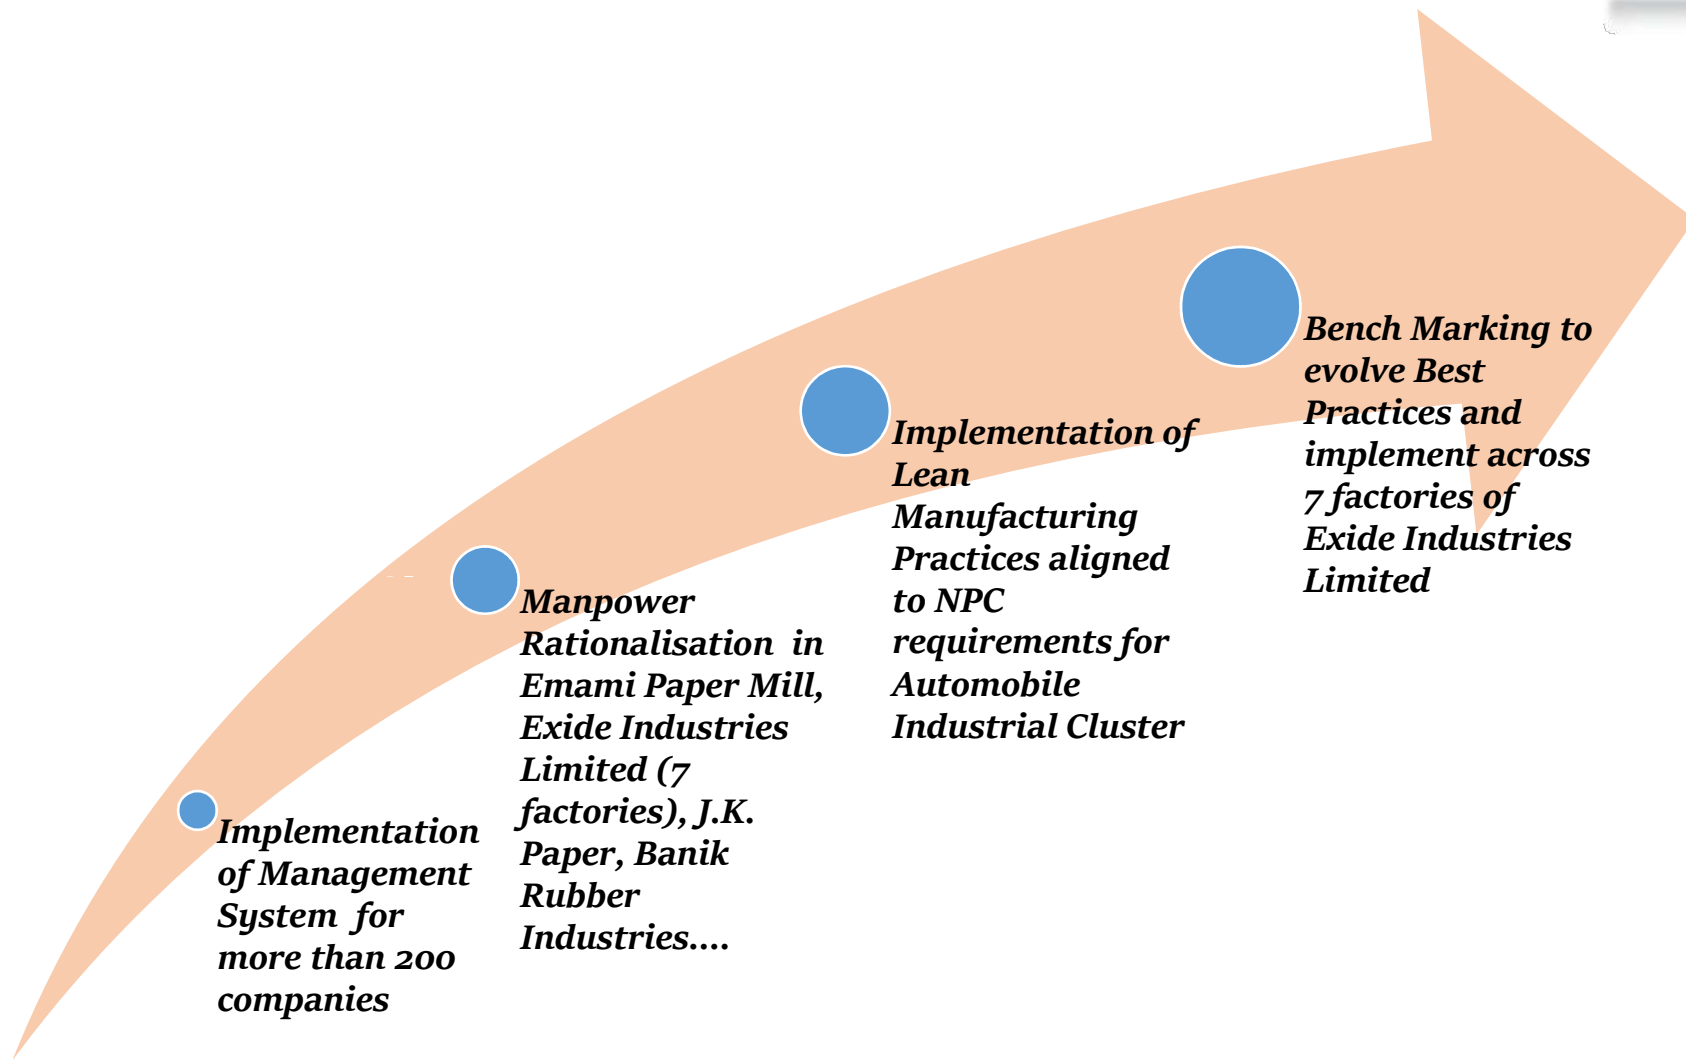 Implementation
of Management
System  for
more than 200
companies
Manpower
Rationalisation  in
Emami Paper Mill,
Exide Industries
Limited (7
factories), J.K.
Paper, Banik
Rubber
Industries....
Implementation of
Lean
Manufacturing
Practices aligned
to NPC
requirements for
Automobile
Industrial Cluster
Bench Marking to
evolve Best
Practices and
implement across
7 factories of
Exide Industries
Limited